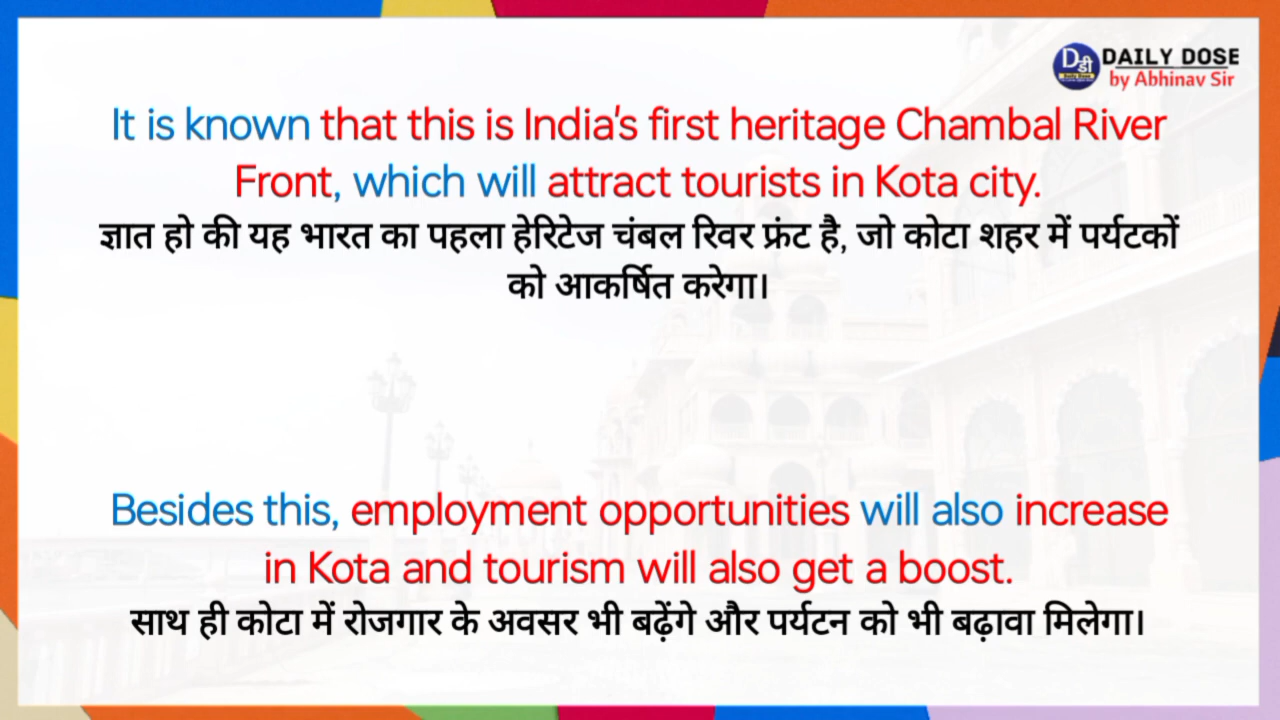 DAILY DOSE
by Abhinav Sir
It is known that this is India's first heritage Chambal River
Front, which will attract tourists in Kota city.
ज्ञात हो की यह भारत का पहला हेरिटेज चंबल रिवर फ्रंट है, जो कोटा शहर में पर्यटकों
को आकर्षित करेगा।
Besides this, employment opportunities will also increase
in Kota and tourism will also get a boost.
साथ ही कोटा में रोजगार के अवसर भी बढ़ेंगे और पर्यटन को भी बढ़ावा मिलेगा।